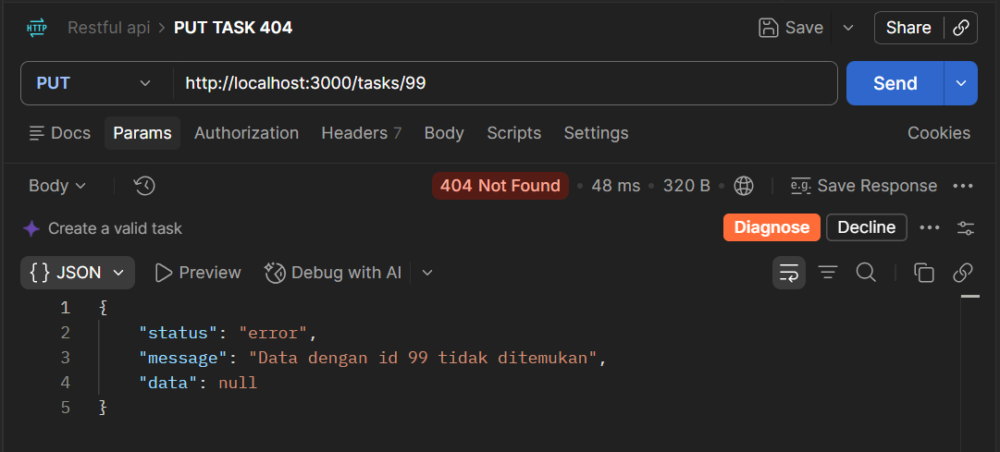 HTTP Restful api > PUT TASK 404 Save Share
PUT http://localhost:3000/tasks/99 Send
Docs Params Authorization Headers 7 Body Scripts Settings Cookies
Body 404 Not Found • 48 ms • 320 B • e.g. Save Response •••
Create a valid task Diagnose Decline •••
{ } JSON Preview Debug with AI
1 {
2 "status": "error",
3 "message": "Data dengan id 99 tidak ditemukan",
4 "data": null
5 }